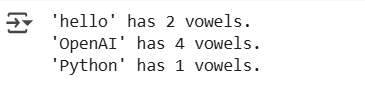 'hello' has 2 vowels.
'OpenAI' has 4 vowels.
'Python' has 1 vowels.